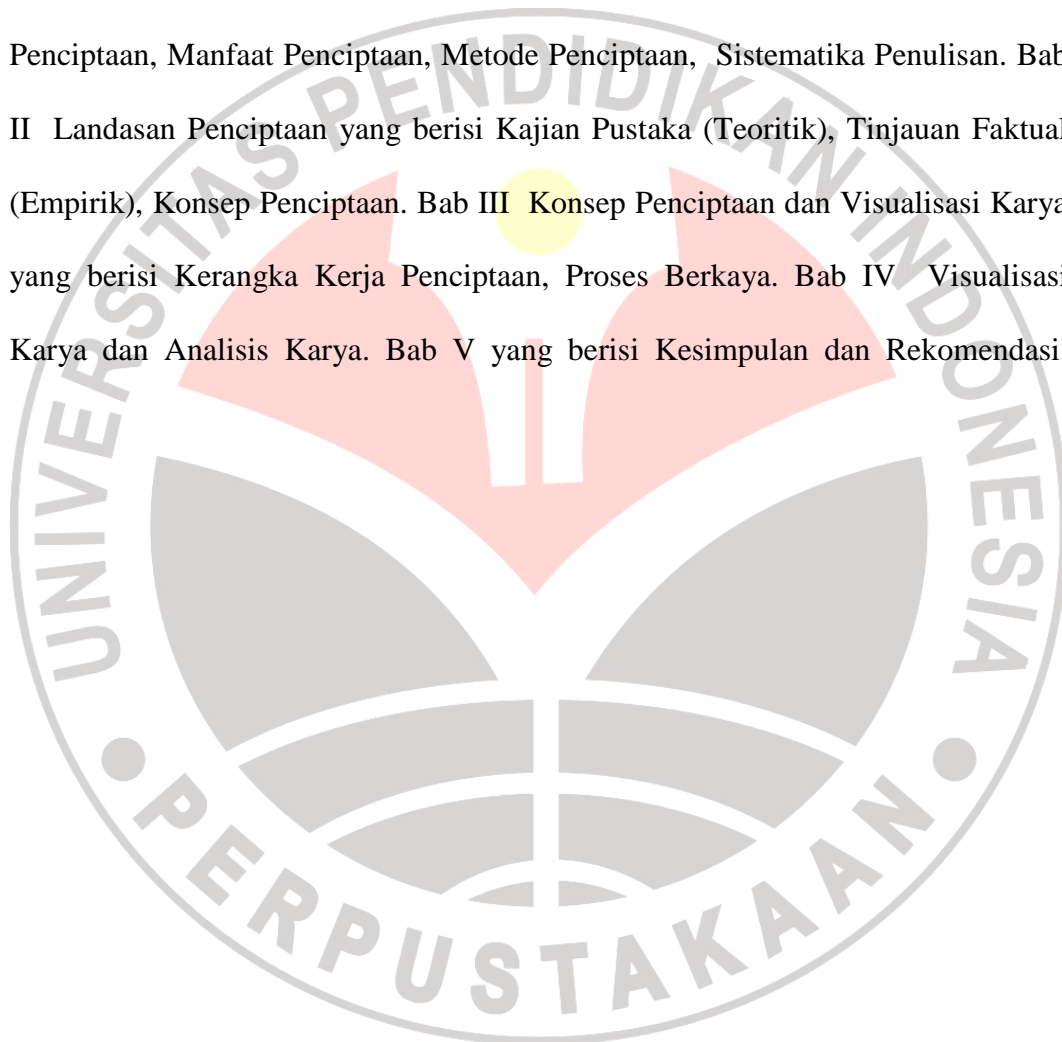 Penciptaan, Manfaat Penciptaan, Metode Penciptaan, Sistematika Penulisan. Bab
II Landasan Penciptaan yang berisi Kajian Pustaka (Teoritik), Tinjauan Faktual
(Empirik), Konsep Penciptaan. Bab III Konsep Penciptaan dan Visualisasi Karya
yang berisi Kerangka Kerja Penciptaan, Proses Berkaya. Bab IV Visualisasi
Karya dan Analisis Karya. Bab V yang berisi Kesimpulan dan Rekomendasi.
UNIVERSITAS PENDIDIKAN INDONESIA
PERPUSTAKAAN